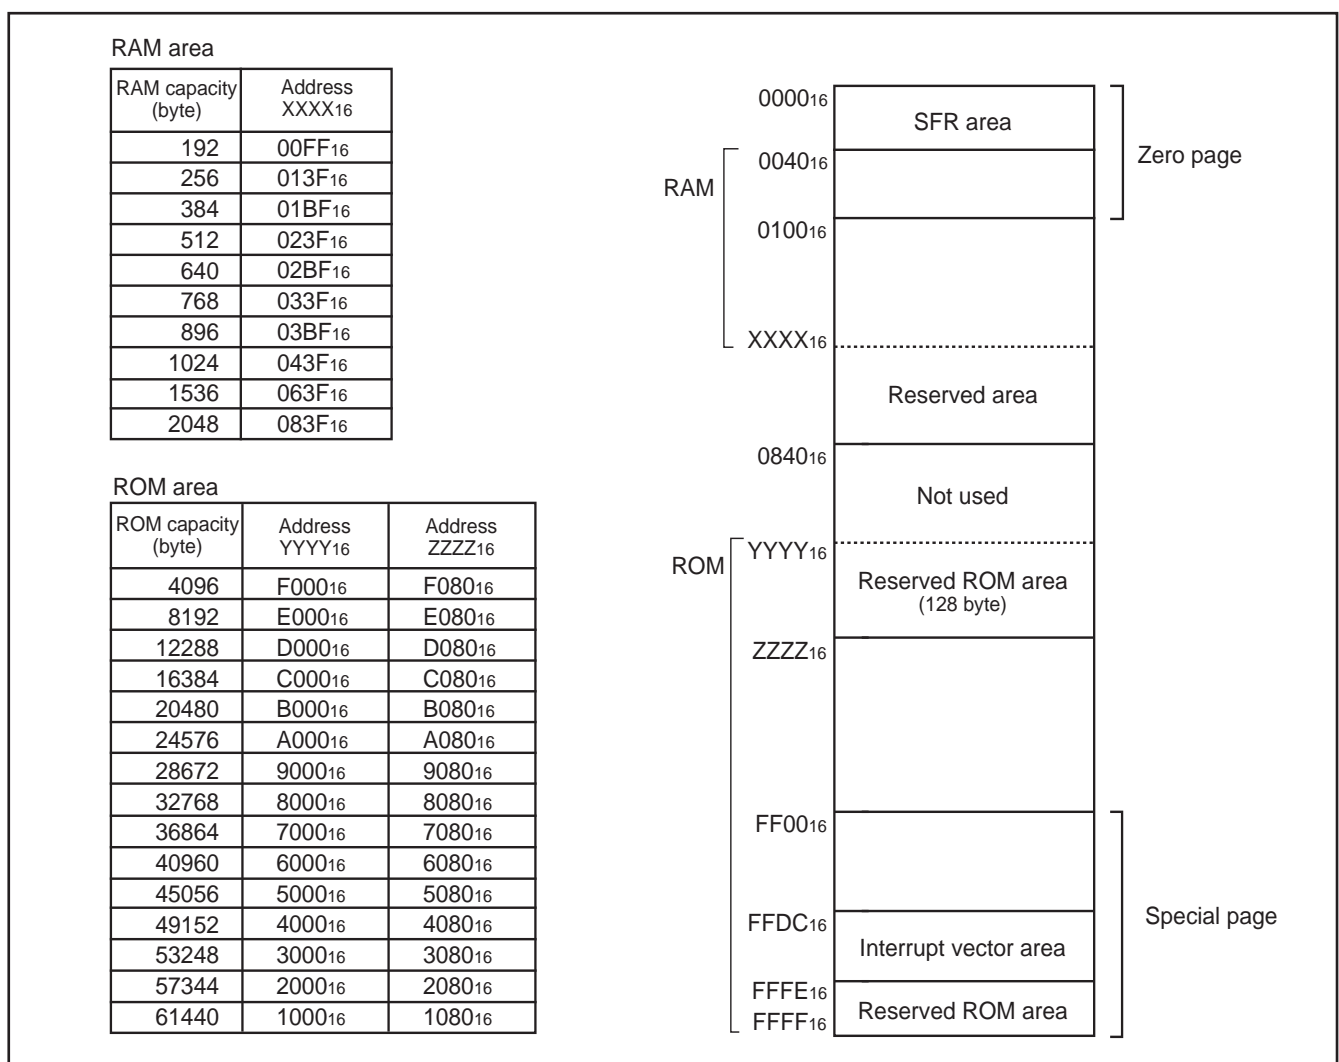 RAM area
RAM capacity (byte) Address XXXX16
192 00FF16
256 013F16
384 01BF16
512 023F16
640 02BF16
768 033F16
896 03BF16
1024 043F16
1536 063F16
2048 083F16
ROM area
ROM capacity (byte) Address YYYY16 Address ZZZZ16
4096 F00016 F08016
8192 E00016 E08016
12288 D00016 D08016
16384 C00016 C08016
20480 B00016 B08016
24576 A00016 A08016
28672 900016 908016
32768 800016 808016
36864 700016 708016
40960 600016 608016
45056 500016 508016
49152 400016 408016
53248 300016 308016
57344 200016 208016
61440 100016 108016
000016
SFR area
Zero page
004016
RAM
010016
XXXX16
Reserved area
084016
Not used
YYYY16
ROM
Reserved ROM area
(128 byte)
ZZZZ16
FF0016
FFDC16
Special page
Interrupt vector area
FFFE16
Reserved ROM area
FFFF16